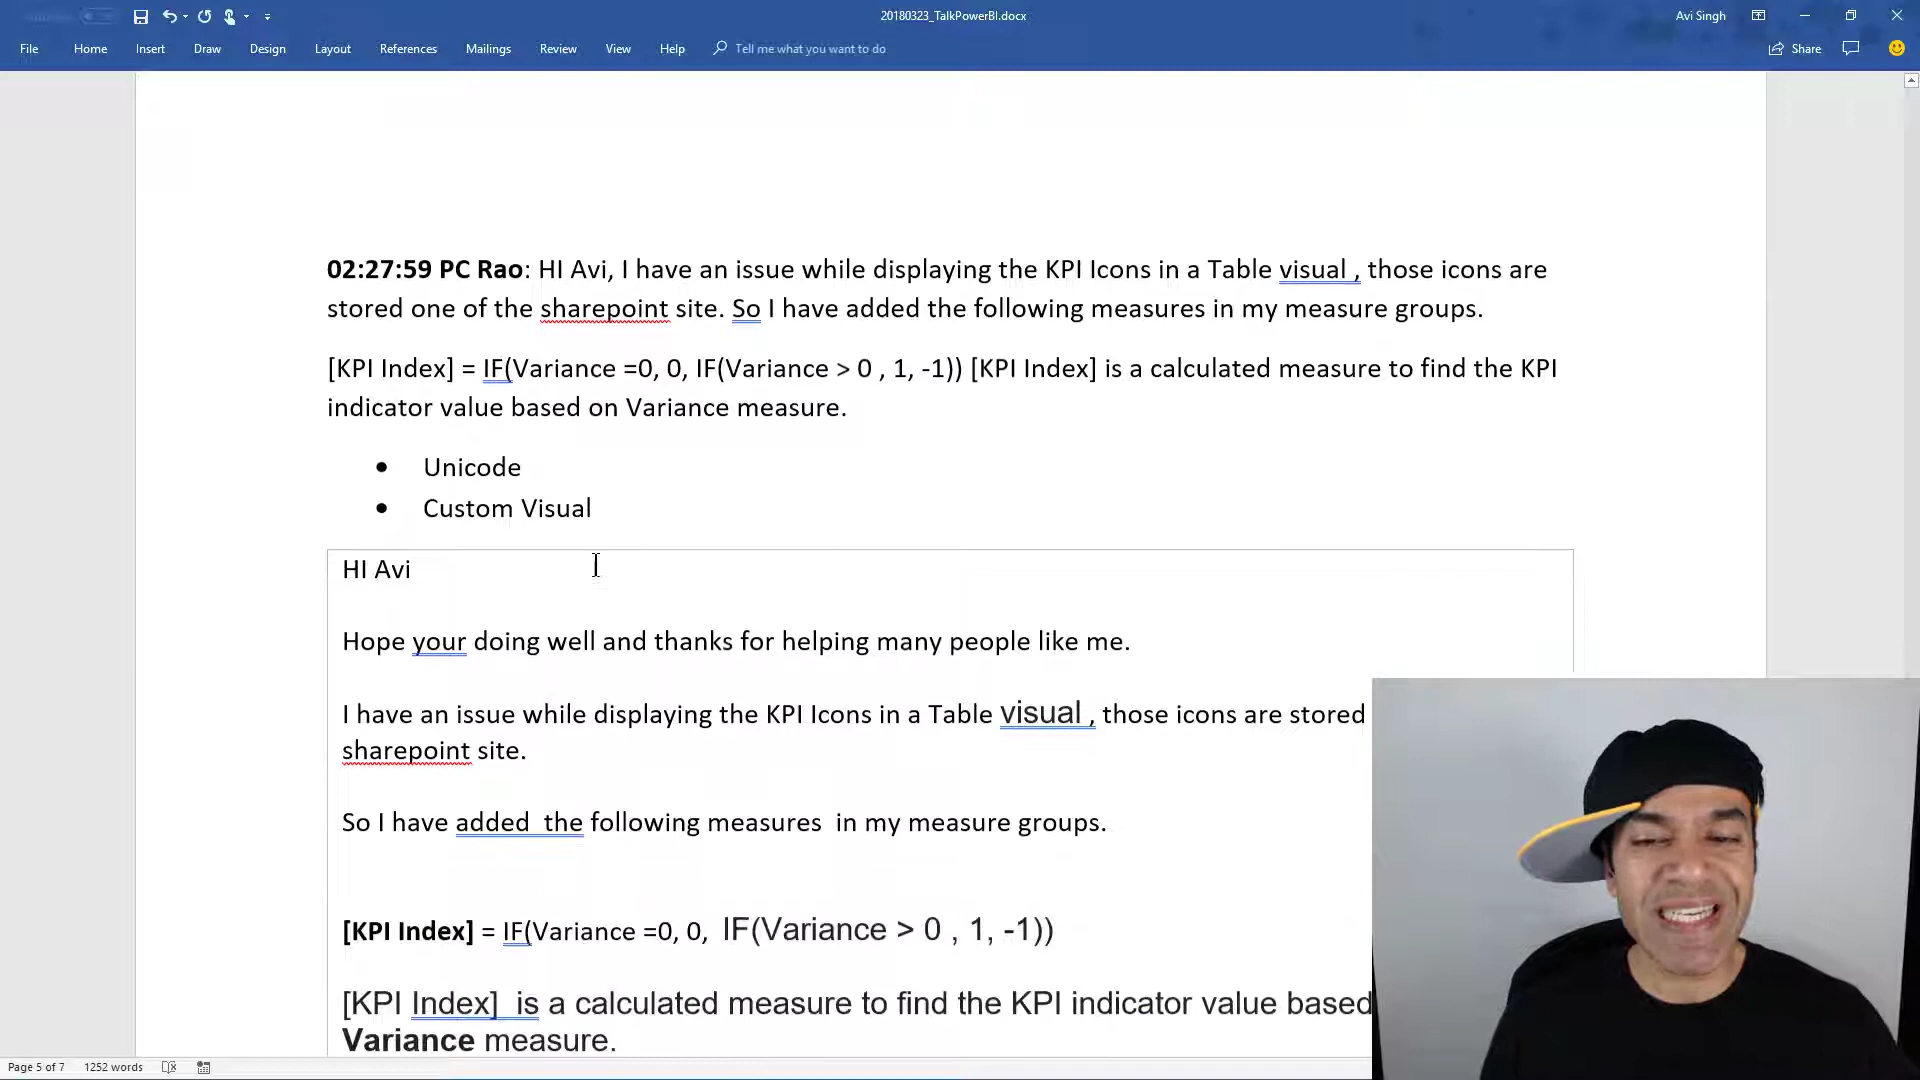 20180323_TalkPowerBI.docx
Avi Singh
File Home Insert Draw Design Layout References Mailings Review View Help Tell me what you want to do
Share
02:27:59 PC Rao: HI Avi, I have an issue while displaying the KPI Icons in a Table visual , those icons are
stored one of the sharepoint site. So I have added the following measures in my measure groups.
[KPI Index] = IF(Variance =0, 0, IF(Variance > 0 , 1, -1)) [KPI Index] is a calculated measure to find the KPI
indicator value based on Variance measure.
• Unicode
• Custom Visual
HI Avi
Hope your doing well and thanks for helping many people like me.
I have an issue while displaying the KPI Icons in a Table visual , those icons are stored
sharepoint site.
So I have added  the following measures  in my measure groups.
[KPI Index] = IF(Variance =0, 0,  IF(Variance > 0 , 1, -1))
[KPI Index]  is a calculated measure to find the KPI indicator value based
Variance measure.
Page 5 of 7 1252 words